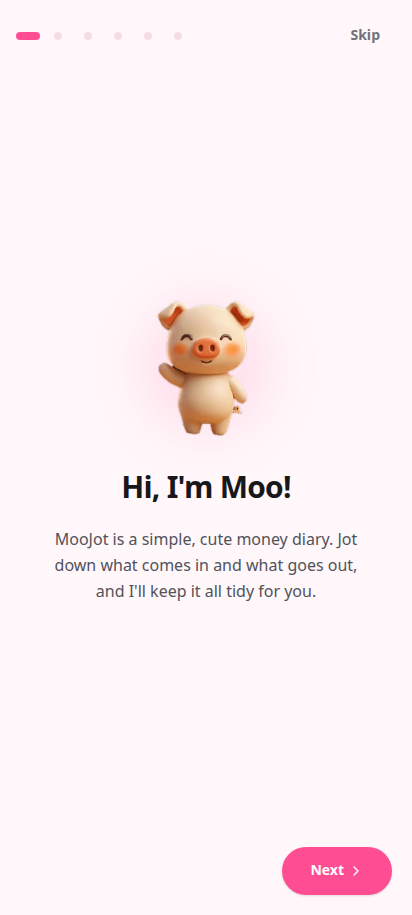 Skip
Hi, I'm Moo!
MooJot is a simple, cute money diary. Jot
down what comes in and what goes out,
and I'll keep it all tidy for you.
Next